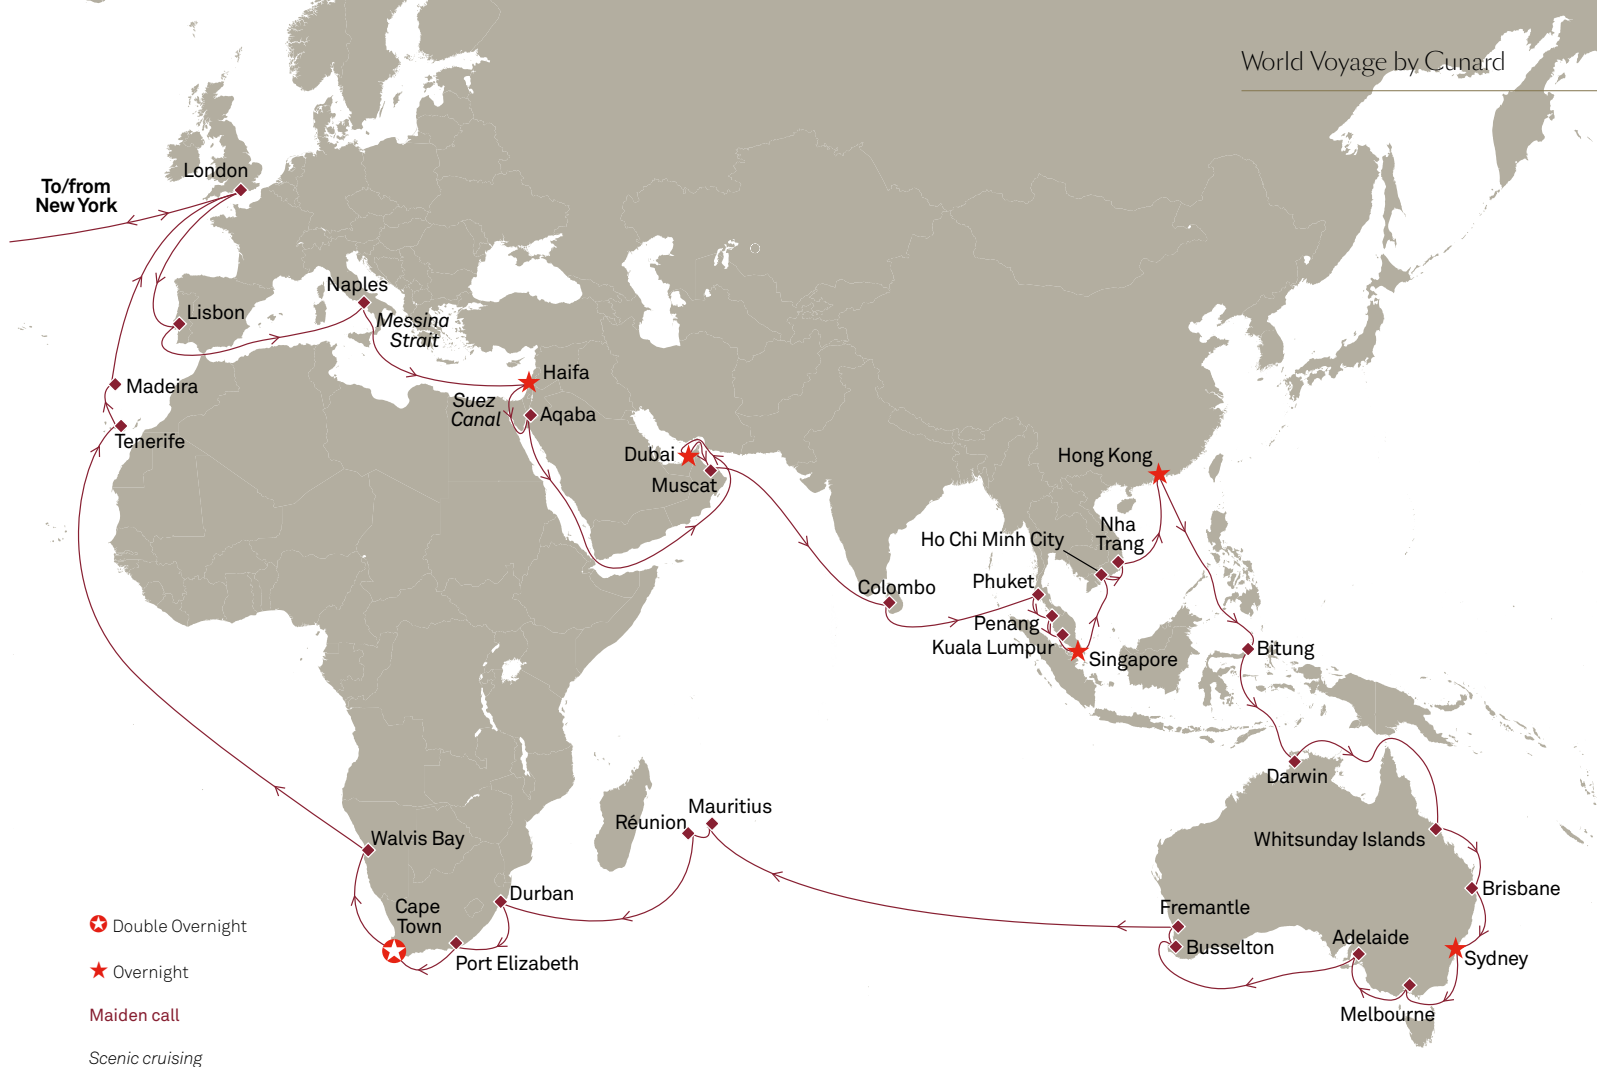 World Voyage by Cunard
London
To/from
New York
Naples
Lisbon
Messina
Strait
Haifa
Madeira
Suez
Canal
Aqaba
Tenerife
Dubai
Muscat
Hong Kong
Nha
Trang
Ho Chi Minh City
Phuket
Colombo
Penang
Kuala Lumpur
Singapore
Bitung
Darwin
Mauritius
Réunion
Whitsunday Islands
Walvis Bay
Durban
Brisbane
Cape
Town
Fremantle
Adelaide
Busselton
Sydney
Port Elizabeth
Melbourne
Double Overnight
Overnight
Maiden call
Scenic cruising